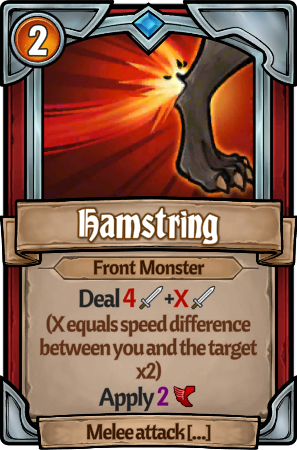 2
Hamstring
Front Monster
Deal 4 +X
(X equals speed difference
between you and the target
x2)
Apply 2
Melee attack [...]